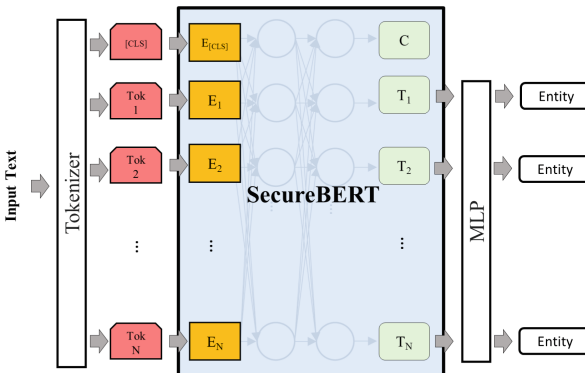 Input Text
Tokenizer
[CLS]
Tok
1
Tok
2
...
Tok
N
E[CLS]
E1
E2
...
EN
SecureBERT
...
...
C
T1
T2
...
TN
MLP
Entity
Entity
Entity